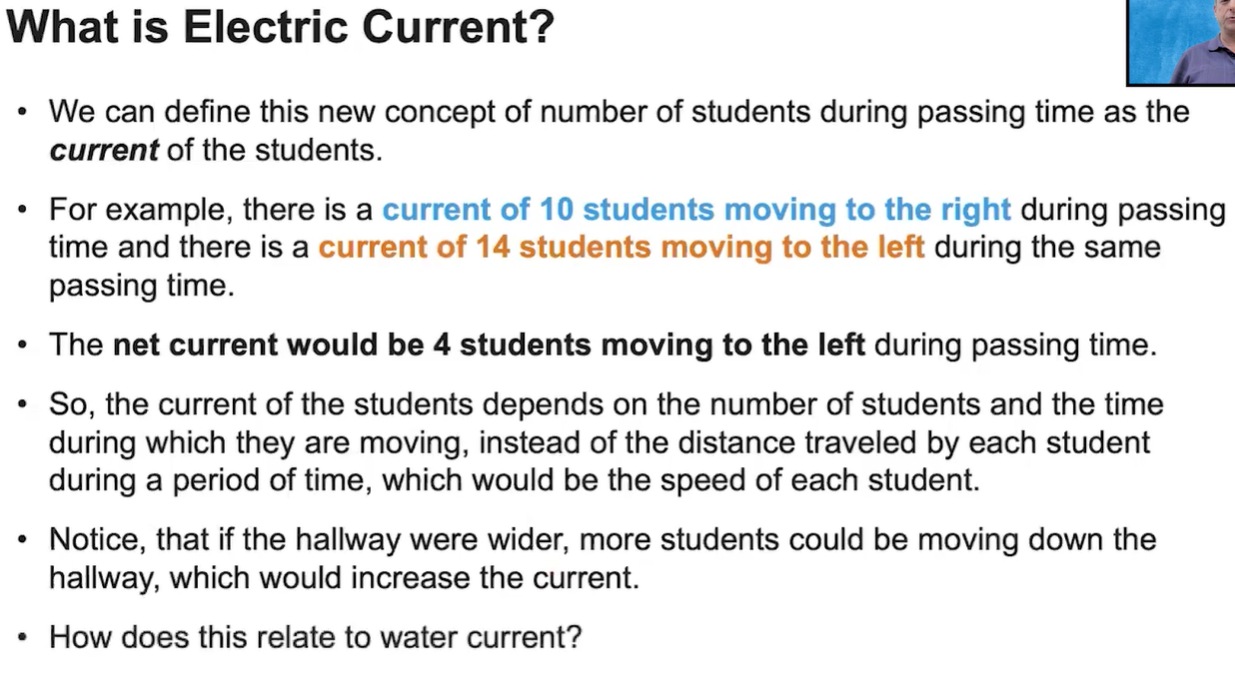 What is Electric Current?
• We can define this new concept of number of students during passing time as the
current of the students.
• For example, there is a current of 10 students moving to the right during passing
time and there is a current of 14 students moving to the left during the same
passing time.
• The net current would be 4 students moving to the left during passing time.
• So, the current of the students depends on the number of students and the time
during which they are moving, instead of the distance traveled by each student
during a period of time, which would be the speed of each student.
• Notice, that if the hallway were wider, more students could be moving down the
hallway, which would increase the current.
• How does this relate to water current?